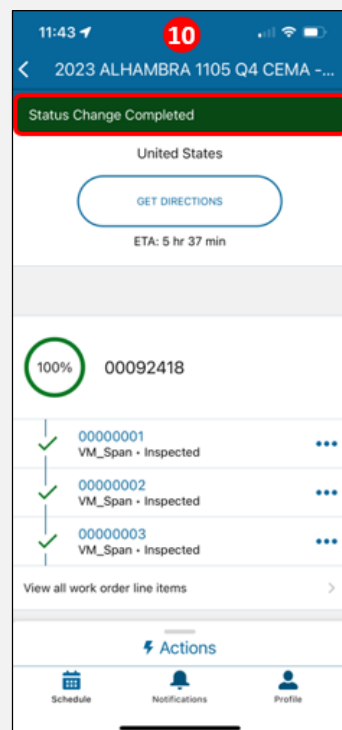 11:43
10
2023 ALHAMBRA 1105 Q4 CEMA -...
Status Change Completed
United States
GET DIRECTIONS
ETA: 5 hr 37 min
100%
00092418
00000001
VM_Span • Inspected
00000002
VM_Span • Inspected
00000003
VM_Span • Inspected
View all work order line items
Actions
Schedule Notifications Profile